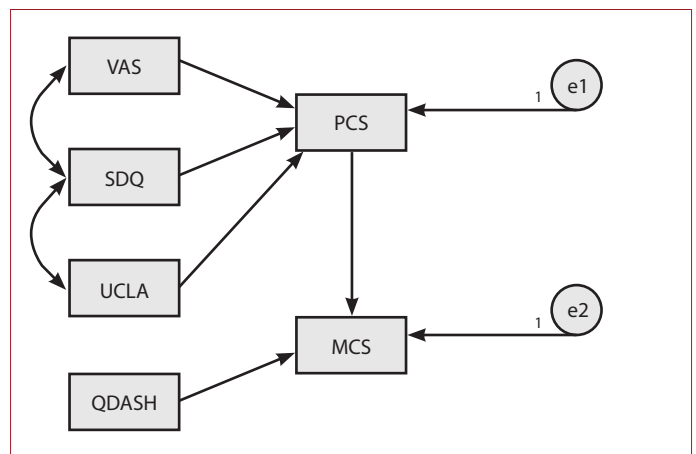 VAS
SDQ
UCLA
QDASH
PCS
MCS
1
e1
1
e2